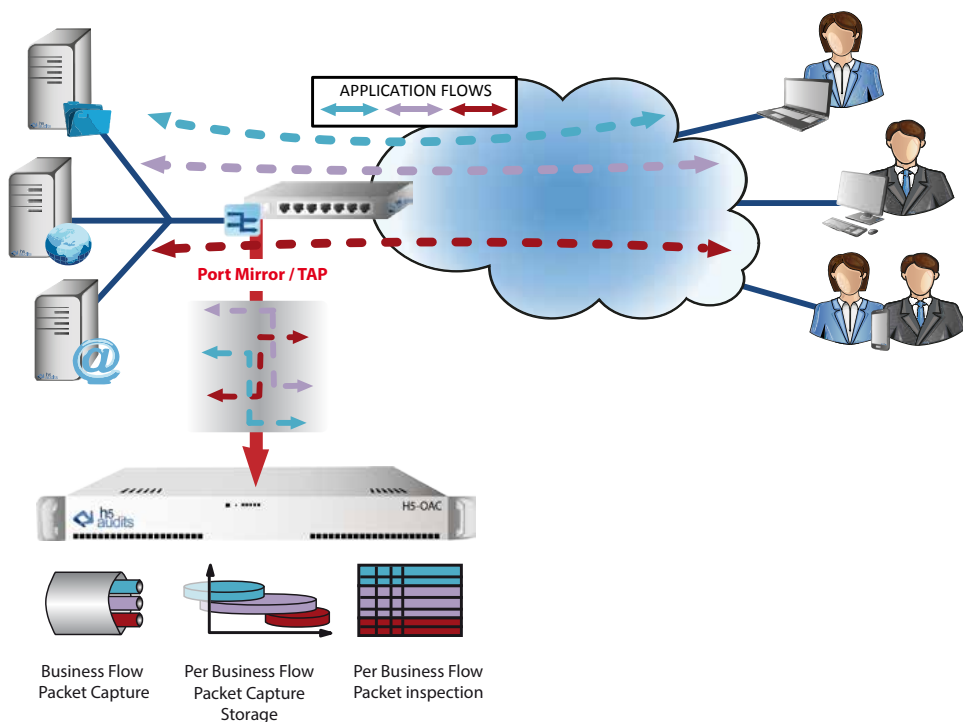 APPLICATION FLOWS
Port Mirror / TAP
@
h5
audits
H5-OAC
Business Flow
Packet Capture
Per Business Flow
Packet Capture
Storage
Per Business Flow
Packet inspection